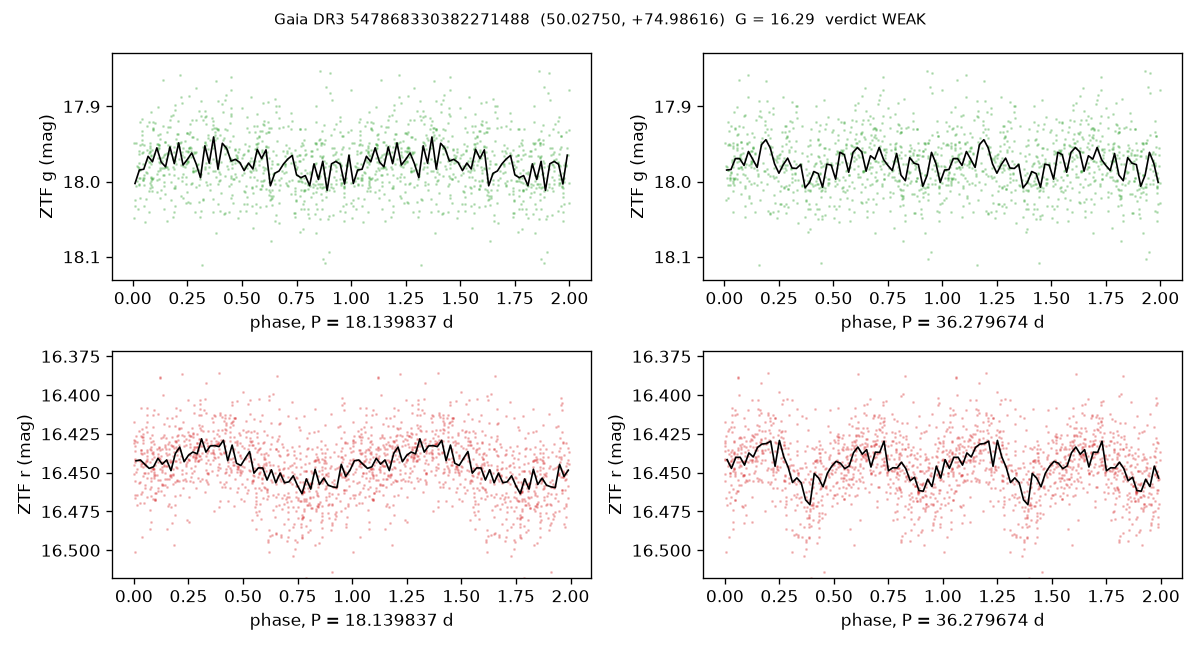 Gaia DR3 547868330382271488  (50.02750, +74.98616)  G = 16.29  verdict WEAK
ZTF g (mag)
17.9
18.0
18.1
0.00 0.25 0.50 0.75 1.00 1.25 1.50 1.75 2.00
phase, P = 18.139837 d
ZTF g (mag)
17.9
18.0
18.1
0.00 0.25 0.50 0.75 1.00 1.25 1.50 1.75 2.00
phase, P = 36.279674 d
ZTF r (mag)
16.375
16.400
16.425
16.450
16.475
16.500
0.00 0.25 0.50 0.75 1.00 1.25 1.50 1.75 2.00
phase, P = 18.139837 d
ZTF r (mag)
16.375
16.400
16.425
16.450
16.475
16.500
0.00 0.25 0.50 0.75 1.00 1.25 1.50 1.75 2.00
phase, P = 36.279674 d